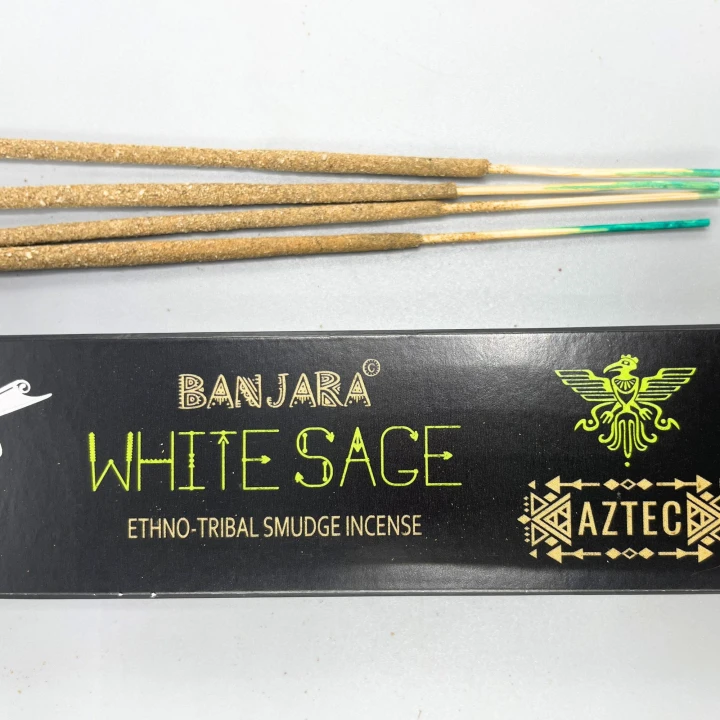 BANJARA ©
WHITE SAGE
ETHNO-TRIBAL SMUDGE INCENSE
AZTEC